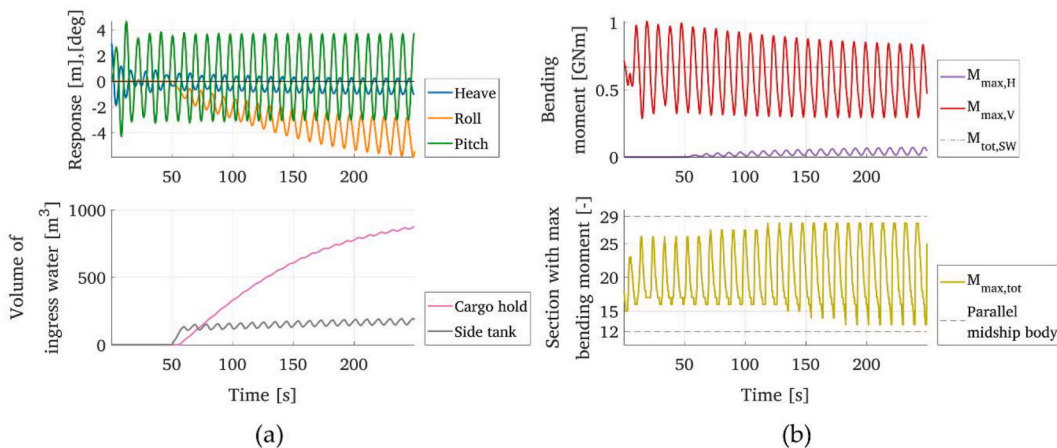 Response [m],[deg]
4
2
0
-2
-4
50
100
150
200
Heave
Roll
Pitch
Volume of
ingress water [m³]
1000
500
0
50
100
150
200
Time [s]
Cargo hold
Side tank
(a)
Bending
moment [GNm]
1
0.5
0
50
100
150
200
M_max,H
M_max,V
M_tot,SW
Section with max
bending moment [-]
29
25
20
15
12
50
100
150
200
Time [s]
M_max,tot
Parallel
midship body
(b)